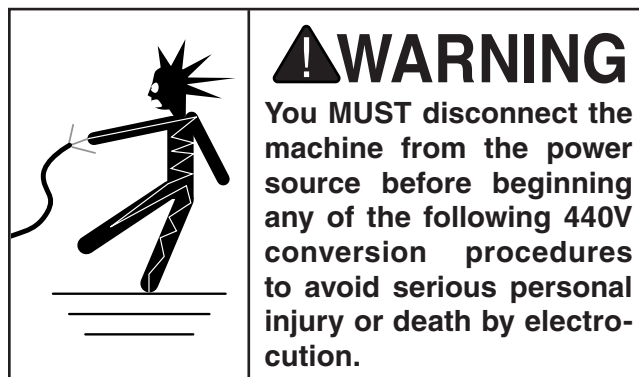 WARNING
You MUST disconnect the
machine from the power
source before beginning
any of the following 440V
conversion procedures
to avoid serious personal
injury or death by electro-
cution.